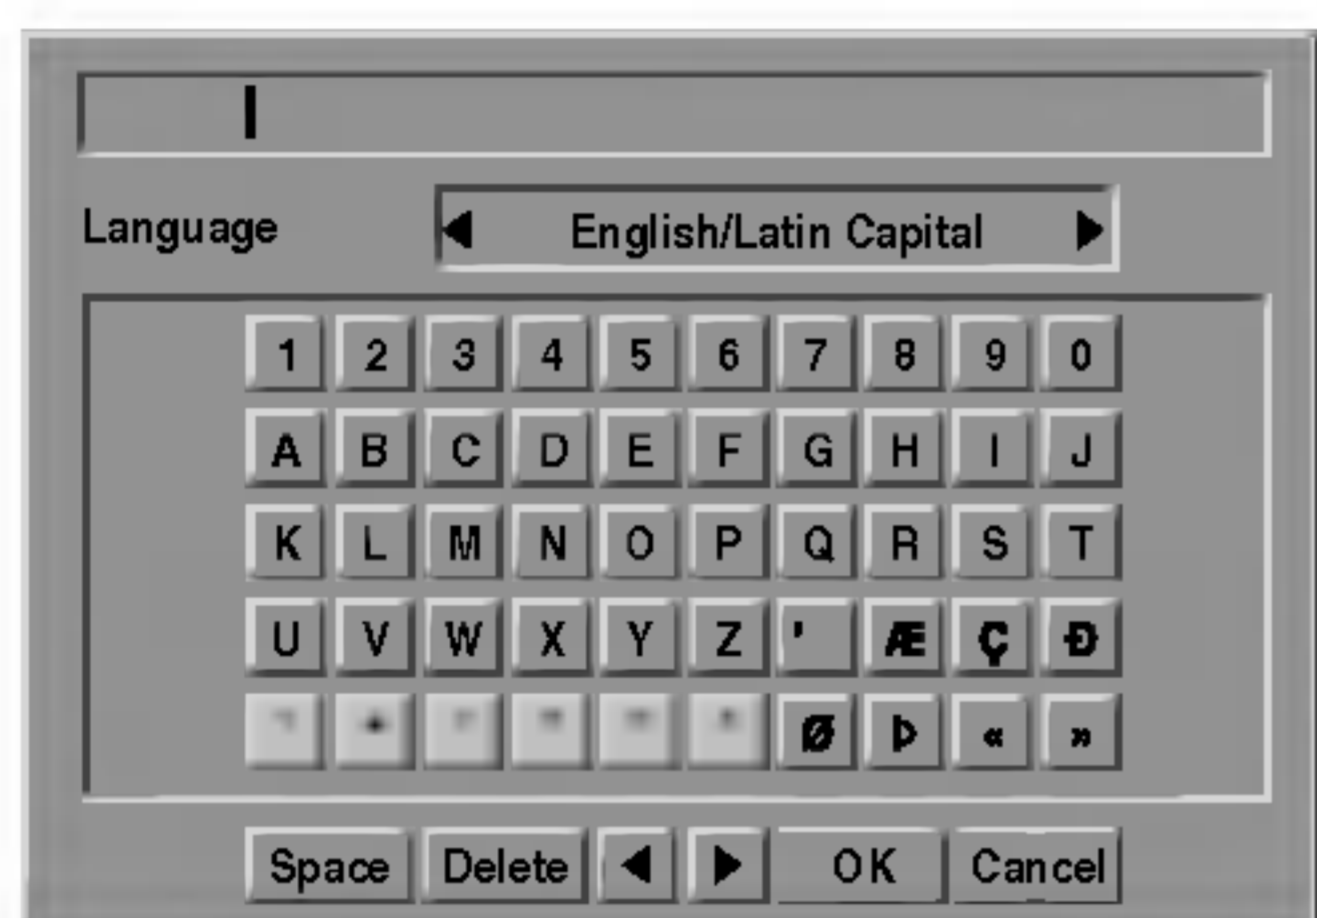 Language
English/Latin Capital
1 2 3 4 5 6 7 8 9 0
A B C D E F G H I J
K L M N O P Q R S T
U V W X Y Z ' Æ Ç Đ
Ø Þ « »
Space Delete ◀ ▶ OK Cancel